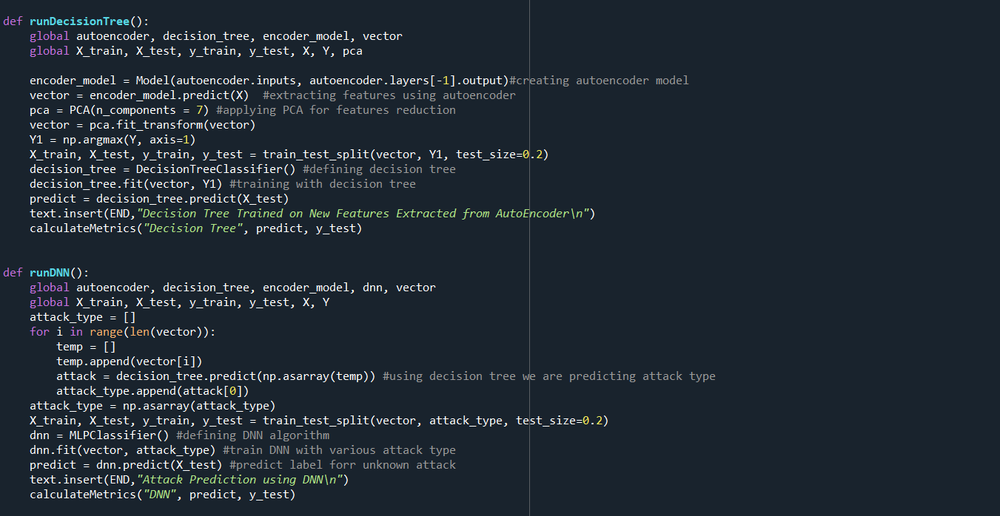 def runDecisionTree():
    global autoencoder, decision_tree, encoder_model, vector
    global X_train, X_test, y_train, y_test, X, Y, pca
    encoder_model = Model(autoencoder.inputs, autoencoder.layers[-1].output)#creating autoencoder model
    vector = encoder_model.predict(X)  #extracting features using autoencoder
    pca = PCA(n_components = 7) #applying PCA for features reduction
    vector = pca.fit_transform(vector)
    Y1 = np.argmax(Y, axis=1)
    X_train, X_test, y_train, y_test = train_test_split(vector, Y1, test_size=0.2)
    decision_tree = DecisionTreeClassifier() #defining decision tree
    decision_tree.fit(vector, Y1) #training with decision tree
    predict = decision_tree.predict(X_test)
    text.insert(END,"Decision Tree Trained on New Features Extracted from AutoEncoder\n")
    calculateMetrics("Decision Tree", predict, y_test)
def runDNN():
    global autoencoder, decision_tree, encoder_model, dnn, vector
    global X_train, X_test, y_train, y_test, X, Y
    attack_type = []
    for i in range(len(vector)):
        temp = []
        temp.append(vector[i])
        attack = decision_tree.predict(np.asarray(temp)) #using decision tree we are predicting attack type
        attack_type.append(attack[0])
    attack_type = np.asarray(attack_type)
    X_train, X_test, y_train, y_test = train_test_split(vector, attack_type, test_size=0.2)
    dnn = MLPClassifier() #defining DNN algorithm
    dnn.fit(vector, attack_type) #train DNN with various attack type
    predict = dnn.predict(X_test) #predict label forr unknown attack
    text.insert(END,"Attack Prediction using DNN\n")
    calculateMetrics("DNN", predict, y_test)